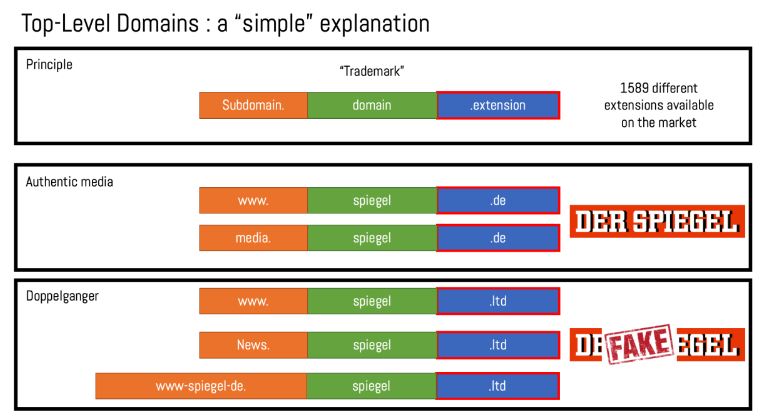 Top-Level Domains : a “simple” explanation
Principle
“Trademark”
Subdomain. domain .extension
1589 different
extensions available
on the market
Authentic media
www. spiegel .de
media. spiegel .de
DER SPIEGEL
Doppelganger
www. spiegel .ltd
News. spiegel .ltd
DE FAKE EGEL
www-spiegel-de. spiegel .ltd